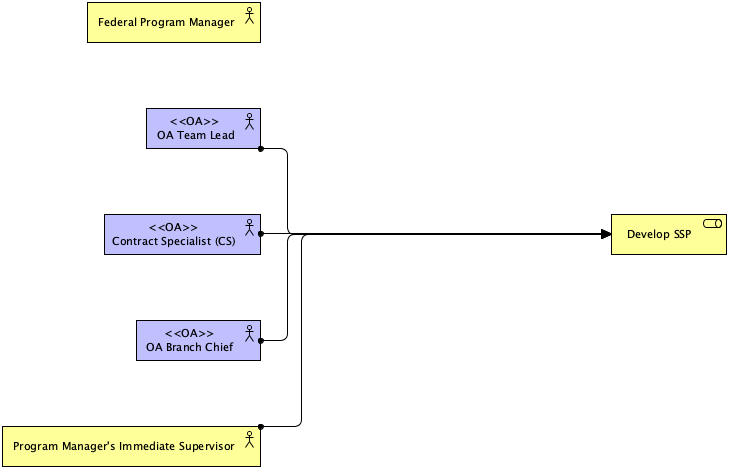 Federal Program Manager
<<OA>>
OA Team Lead
<<OA>>
Contract Specialist (CS)
Develop SSP
<<OA>>
OA Branch Chief
Program Manager's Immediate Supervisor